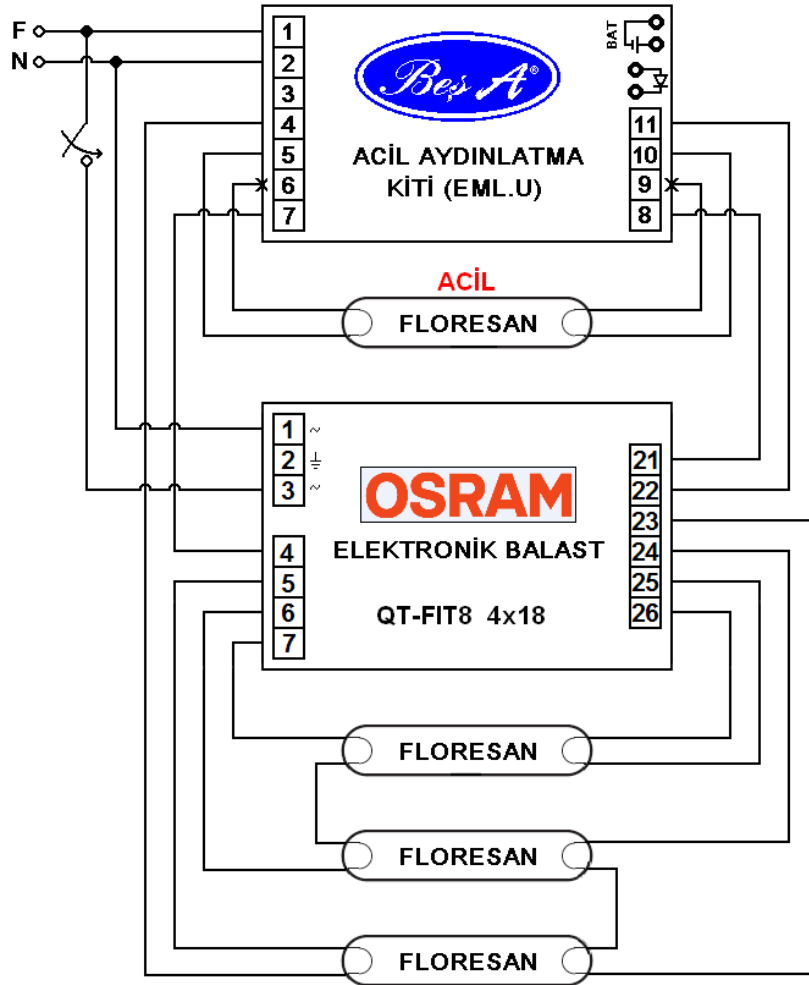 F
N
1
2
3
4
5
6
7
Beş A®
BAT
11
10
9
8
ACİL AYDINLATMA
KİTİ (EML.U)
ACİL
FLORESAN
1 ~
2
3 ~
4
5
6
7
OSRAM
ELEKTRONİK BALAST
QT-FIT8 4x18
21
22
23
24
25
26
FLORESAN
FLORESAN
FLORESAN